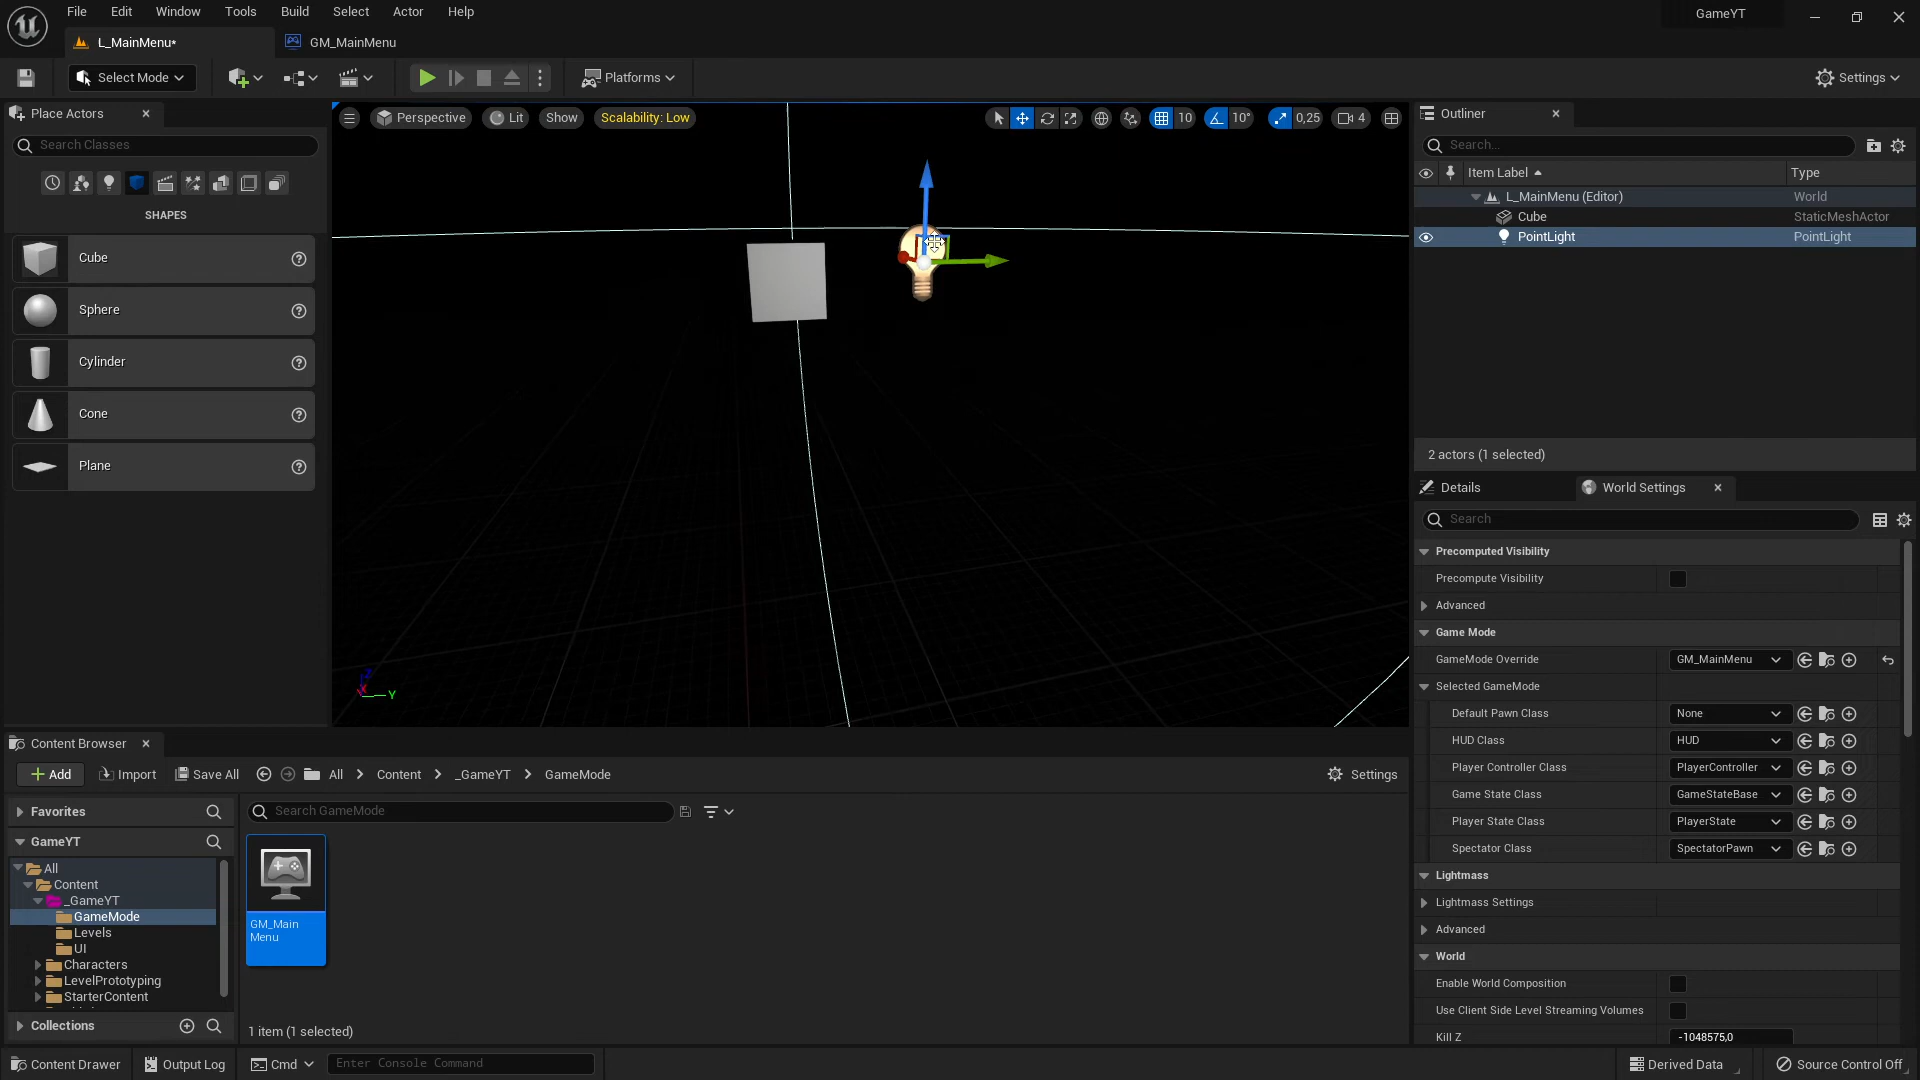 File Edit Window Tools Build Select Actor Help
GameYT
L_MainMenu*
GM_MainMenu
Select Mode
Platforms
Settings
Place Actors
Search Classes
SHAPES
Cube
Sphere
Cylinder
Cone
Plane
Perspective
Lit
Show
Scalability: Low
10
10°
0,25
4
Z
X
Y
Outliner
Search...
Item Label
Type
L_MainMenu (Editor) World
Cube StaticMeshActor
PointLight PointLight
2 actors (1 selected)
Details
World Settings
Search
Precomputed Visibility
Precompute Visibility
Advanced
Game Mode
GameMode Override GM_MainMenu
Selected GameMode
Default Pawn Class None
HUD Class HUD
Player Controller Class PlayerController
Game State Class GameStateBase
Player State Class PlayerState
Spectator Class SpectatorPawn
Lightmass
Lightmass Settings
Advanced
World
Enable World Composition
Use Client Side Level Streaming Volumes
Kill Z -1048575,0
Content Browser
Add
Import
Save All
All
Content
_GameYT
GameMode
Settings
Favorites
GameYT
All
Content
_GameYT
GameMode
Levels
UI
Characters
LevelPrototyping
StarterContent
Collections
Search GameMode
GM_Main
Menu
1 item (1 selected)
Content Drawer
Output Log
Cmd
Enter Console Command
Derived Data
Source Control Off